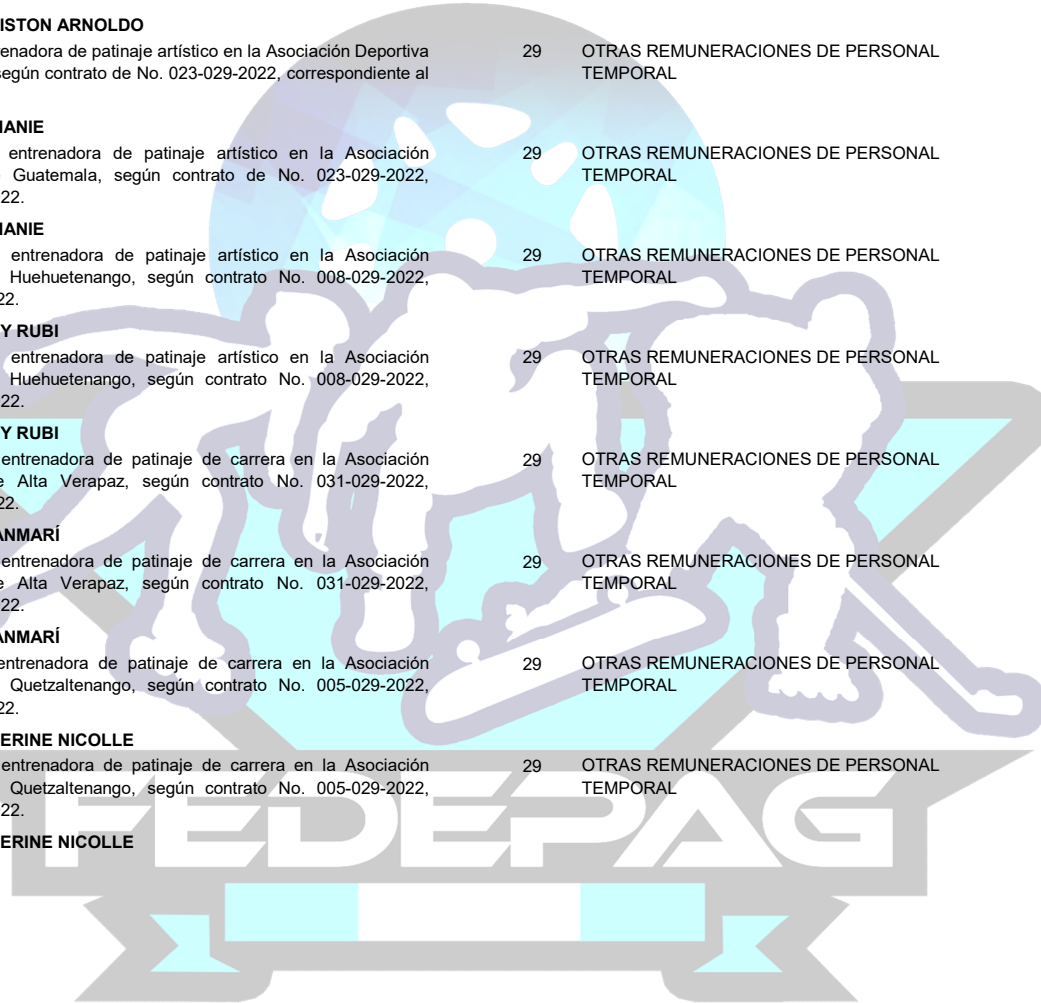 ISTON ARNOLDO
renadora de patinaje artístico en la Asociación Deportiva 29 OTRAS REMUNERACIONES DE PERSONAL
según contrato de No. 023-029-2022, correspondiente al TEMPORAL
IANIE
entrenadora de patinaje artístico en la Asociación 29 OTRAS REMUNERACIONES DE PERSONAL
Guatemala, según contrato de No. 023-029-2022, TEMPORAL
22.
IANIE
entrenadora de patinaje artístico en la Asociación 29 OTRAS REMUNERACIONES DE PERSONAL
Huehuetenango, según contrato No. 008-029-2022, TEMPORAL
22.
Y RUBI
entrenadora de patinaje artístico en la Asociación 29 OTRAS REMUNERACIONES DE PERSONAL
Huehuetenango, según contrato No. 008-029-2022, TEMPORAL
22.
Y RUBI
entrenadora de patinaje de carrera en la Asociación 29 OTRAS REMUNERACIONES DE PERSONAL
e Alta Verapaz, según contrato No. 031-029-2022, TEMPORAL
22.
ANMARÍ
entrenadora de patinaje de carrera en la Asociación 29 OTRAS REMUNERACIONES DE PERSONAL
e Alta Verapaz, según contrato No. 031-029-2022, TEMPORAL
22.
ANMARÍ
entrenadora de patinaje de carrera en la Asociación 29 OTRAS REMUNERACIONES DE PERSONAL
Quetzaltenango, según contrato No. 005-029-2022, TEMPORAL
22.
ERINE NICOLLE
entrenadora de patinaje de carrera en la Asociación 29 OTRAS REMUNERACIONES DE PERSONAL
Quetzaltenango, según contrato No. 005-029-2022, TEMPORAL
22.
ERINE NICOLLE
FEDEPAG